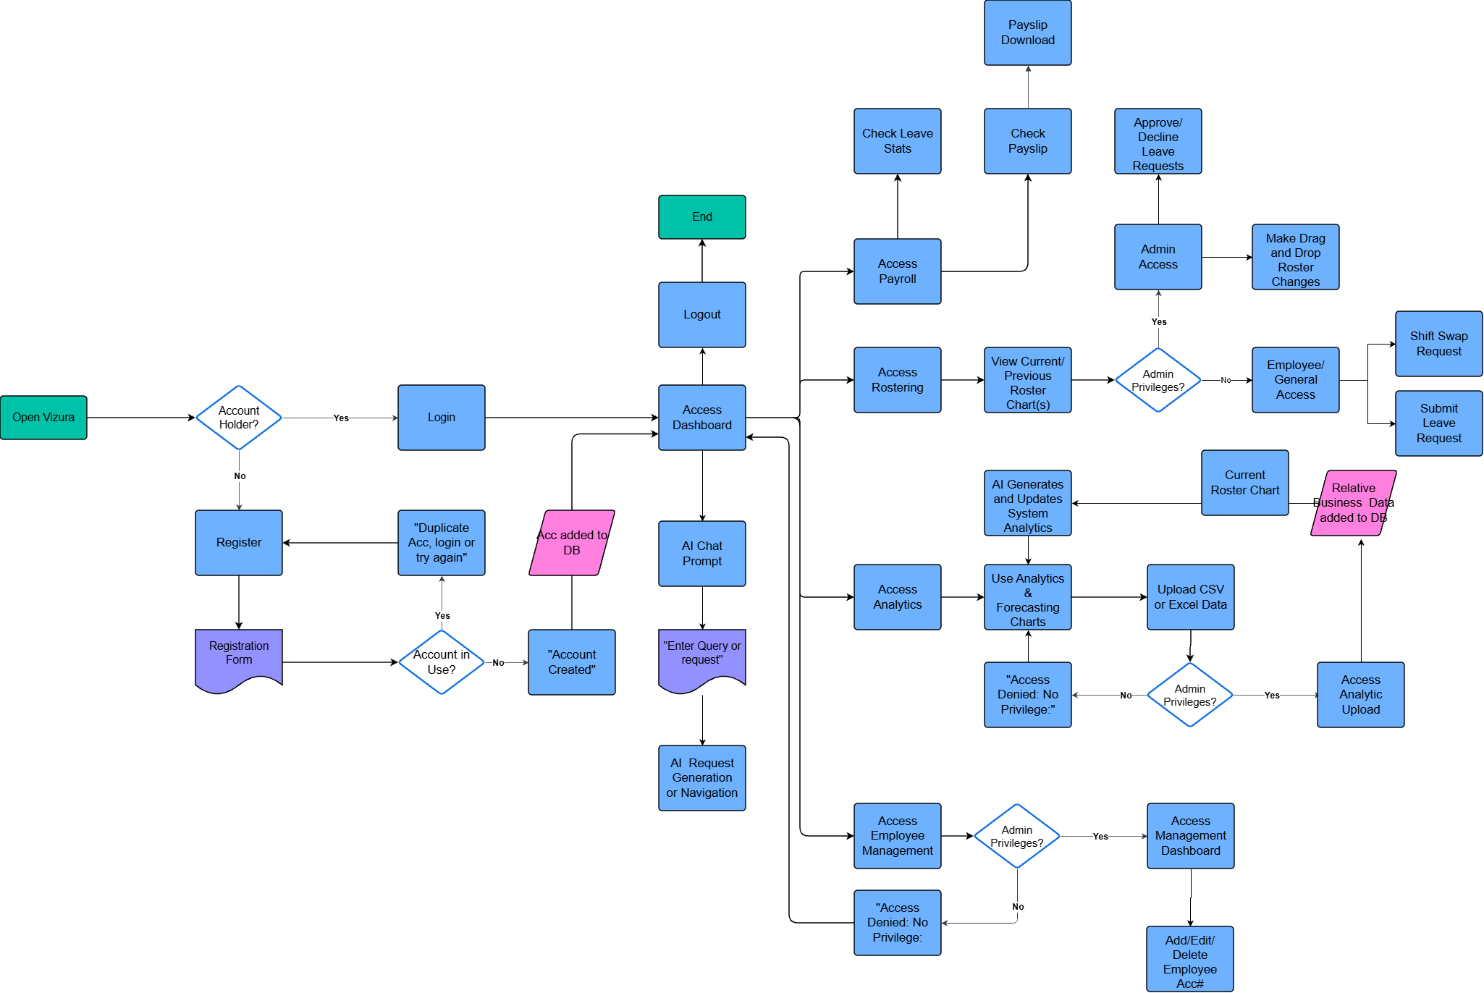 Payslip
Download
Check Leave
Stats
Check
Payslip
Approve/
Decline
Leave
Requests
End
Access
Payroll
Admin
Access
Make Drag
and Drop
Roster
Changes
Logout
Yes
Shift Swap
Request
Access
Rostering
View Current/
Previous
Roster
Chart(s)
Admin
Privileges?
No
Employee/
General
Access
Submit
Leave
Request
Open Vizura
Account
Holder?
Yes
Login
Access
Dashboard
No
AI Generates
and Updates
System
Analytics
Current
Roster Chart
Relative
Business Data
added to DB
Register
"Duplicate
Acc, login or
try again"
Acc added to
DB
AI Chat
Prompt
Access
Analytics
Use Analytics
&
Forecasting
Charts
Upload CSV
or Excel Data
Yes
Registration
Form
Account in
Use?
No
"Account
Created"
"Enter Query or
request"
"Access
Denied: No
Privilege:"
No
Admin
Privileges?
Yes
Access
Analytic
Upload
AI Request
Generation
or Navigation
Access
Employee
Management
Admin
Privileges?
Yes
Access
Management
Dashboard
No
"Access
Denied: No
Privilege:
Add/Edit/
Delete
Employee
Acc#